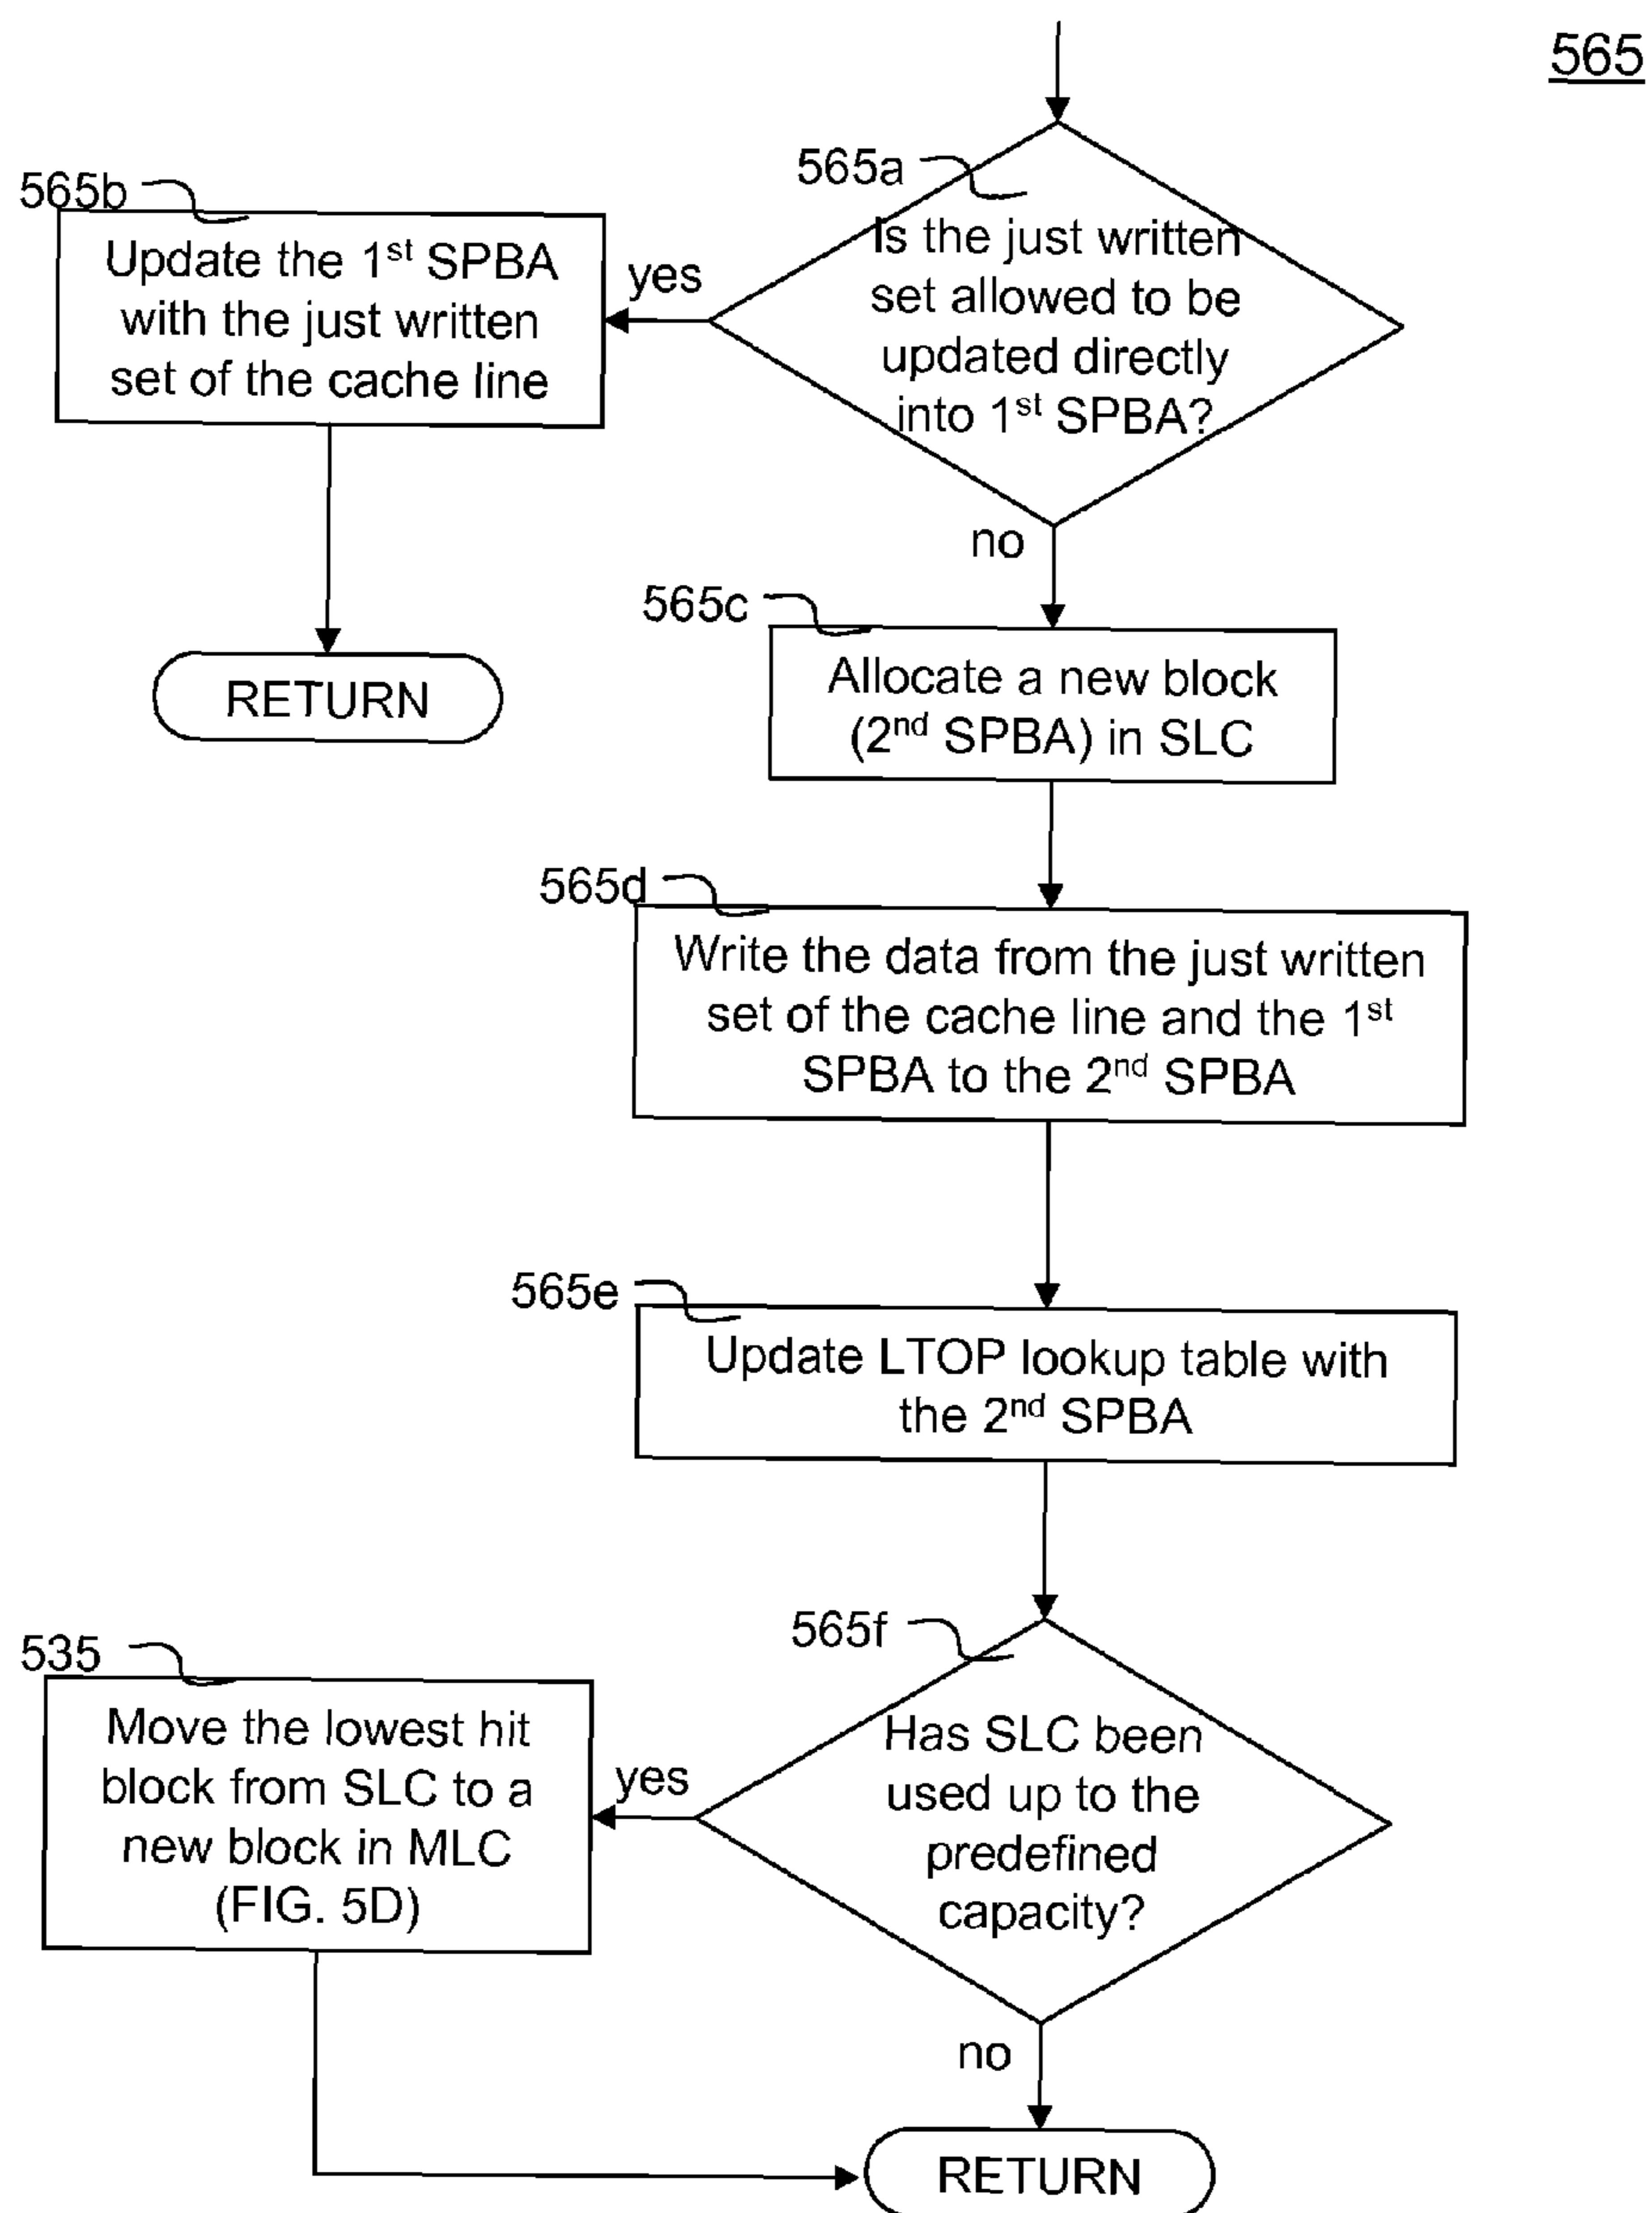 565
565a
Is the just written
set allowed to be
updated directly
into 1st SPBA?
565b
Update the 1st SPBA
with the just written
set of the cache line
yes
RETURN
no
565c
Allocate a new block
(2nd SPBA) in SLC
565d
Write the data from the just written
set of the cache line and the 1st
SPBA to the 2nd SPBA
565e
Update LTOP lookup table with
the 2nd SPBA
565f
Has SLC been
used up to the
predefined
capacity?
535
Move the lowest hit
block from SLC to a
new block in MLC
(FIG. 5D)
yes
no
RETURN